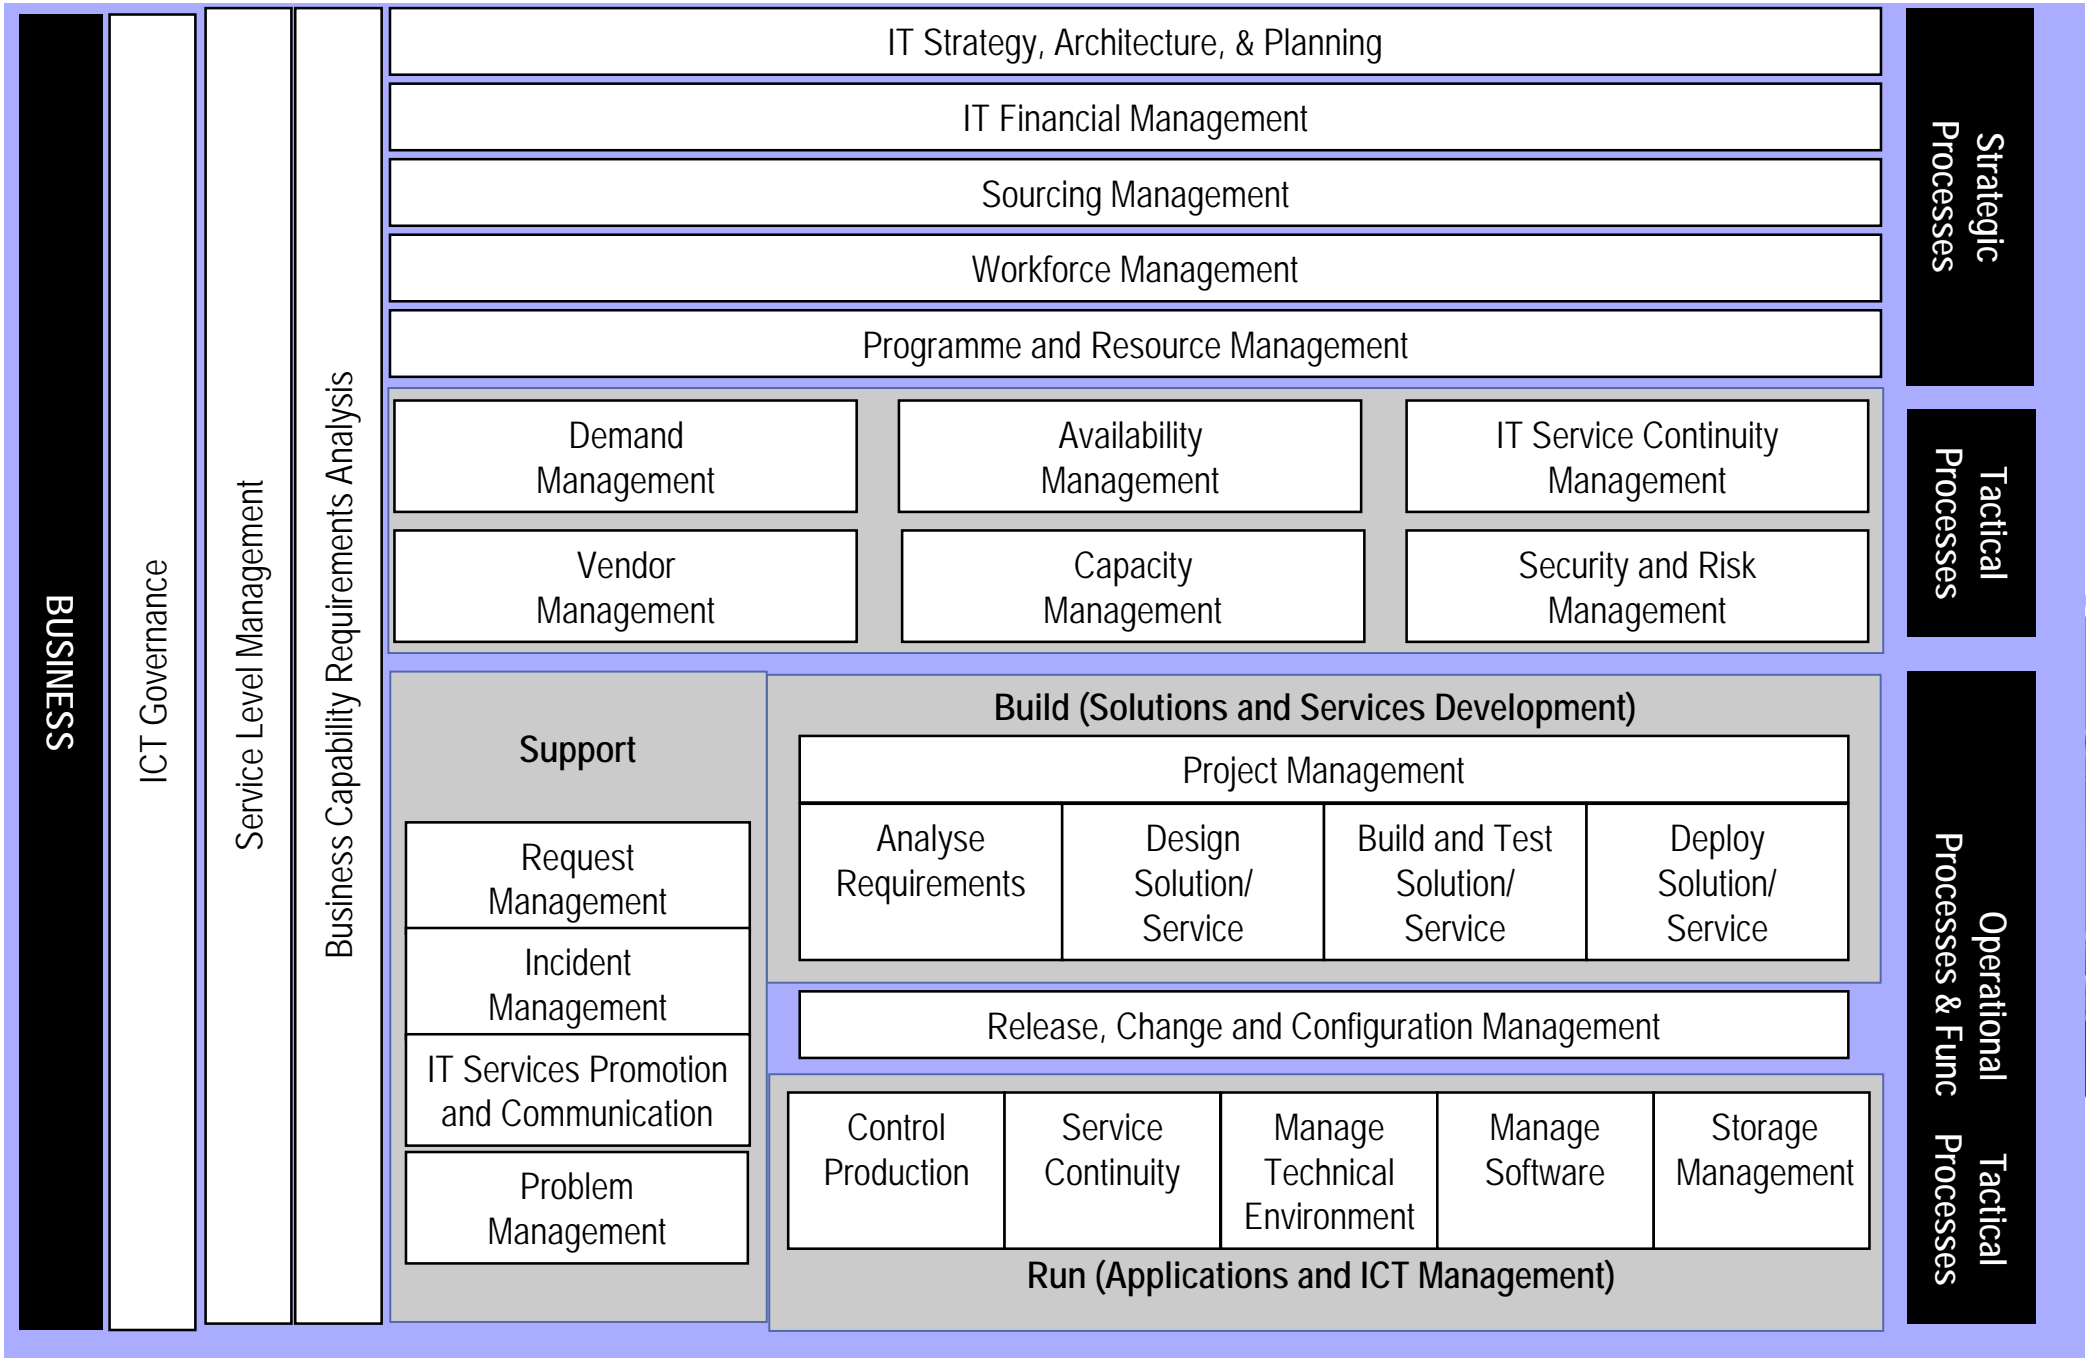 BUSINESS
ICT Governance
Service Level Management
Business Capability Requirements Analysis
IT Strategy, Architecture, & Planning
IT Financial Management
Sourcing Management
Workforce Management
Programme and Resource Management
Strategic
Processes
Demand
Management
Availability
Management
IT Service Continuity
Management
Vendor
Management
Capacity
Management
Security and Risk
Management
Tactical
Processes
Support
Request
Management
Incident
Management
IT Services Promotion
and Communication
Problem
Management
Build (Solutions and Services Development)
Project Management
Analyse
Requirements
Design
Solution/
Service
Build and Test
Solution/
Service
Deploy
Solution/
Service
Release, Change and Configuration Management
Control
Production
Service
Continuity
Manage
Technical
Environment
Manage
Software
Storage
Management
Run (Applications and ICT Management)
Operational
Processes & Func
Tactical
Processes